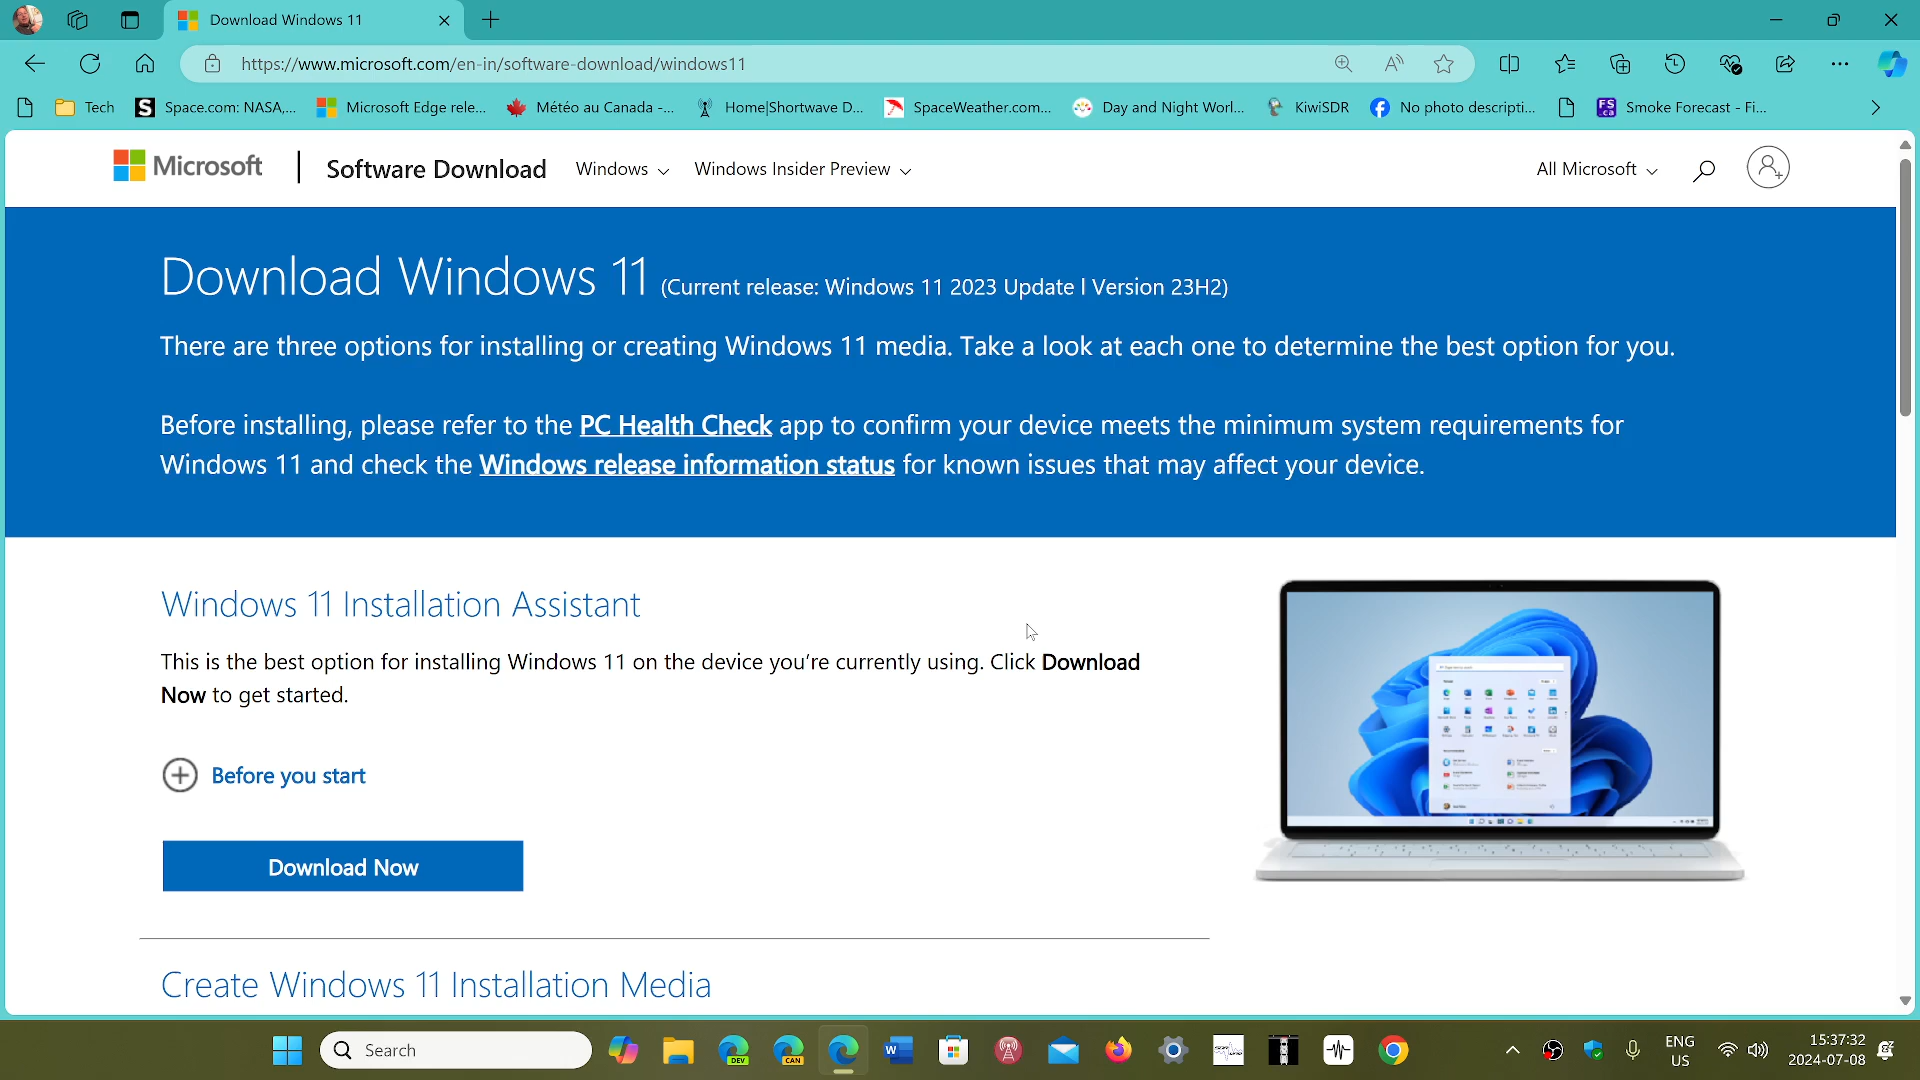 Download Windows 11
https://www.microsoft.com/en-in/software-download/windows11
Tech
Space.com: NASA,...
Microsoft Edge rele...
Météo au Canada -...
Home|Shortwave D...
SpaceWeather.com...
Day and Night Worl...
KiwiSDR
No photo descripti...
Smoke Forecast - Fi...
Microsoft
Software Download
Windows
Windows Insider Preview
All Microsoft
Download Windows 11 (Current release: Windows 11 2023 Update l Version 23H2)
There are three options for installing or creating Windows 11 media. Take a look at each one to determine the best option for you.
Before installing, please refer to the PC Health Check app to confirm your device meets the minimum system requirements for
Windows 11 and check the Windows release information status for known issues that may affect your device.
Windows 11 Installation Assistant
This is the best option for installing Windows 11 on the device you're currently using. Click Download
Now to get started.
Before you start
Download Now
Create Windows 11 Installation Media
Search
DEV
CAN
ENG
US
15:37:32
2024-07-08